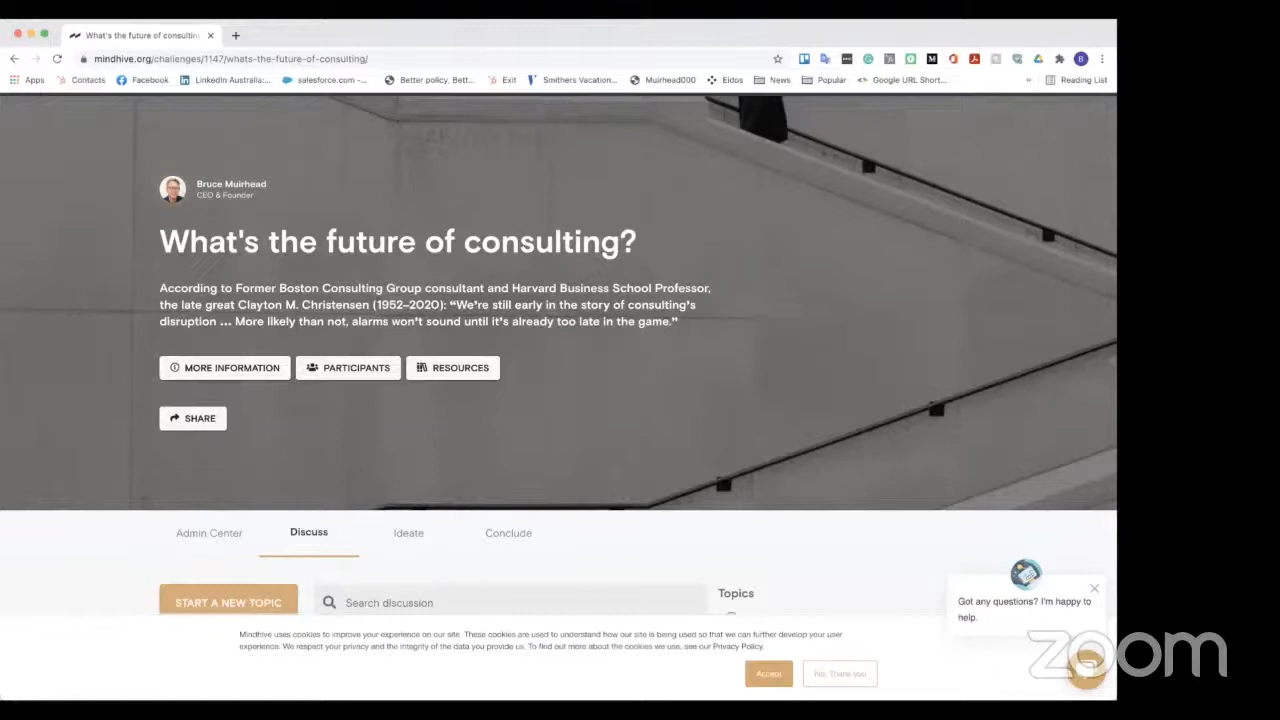 What's the future of consultin
mindhive.org/challenges/1147/whats-the-future-of-consulting/
Apps Contacts Facebook LinkedIn Australia:... salesforce.com -... Better policy, Bett... Exit Smithers Vacation... Muirhead000 Eidos News Popular Google URL Short... » Reading List
Bruce Muirhead
CEO & Founder
What's the future of consulting?
According to Former Boston Consulting Group consultant and Harvard Business School Professor,
the late great Clayton M. Christensen (1952–2020): “We're still early in the story of consulting's
disruption ... More likely than not, alarms won't sound until it's already too late in the game.”
MORE INFORMATION PARTICIPANTS RESOURCES
SHARE
Admin Center Discuss Ideate Conclude
START A NEW TOPIC Search discussion Topics
Got any questions? I'm happy to
help.
Mindhive uses cookies to improve your experience on our site. These cookies are used to understand how our site is being used so that we can further develop your user
experience. We respect your privacy and the integrity of the data you provide us. To find out more about the cookies we use, see our Privacy Policy.
Accept No, Thank you
zoom